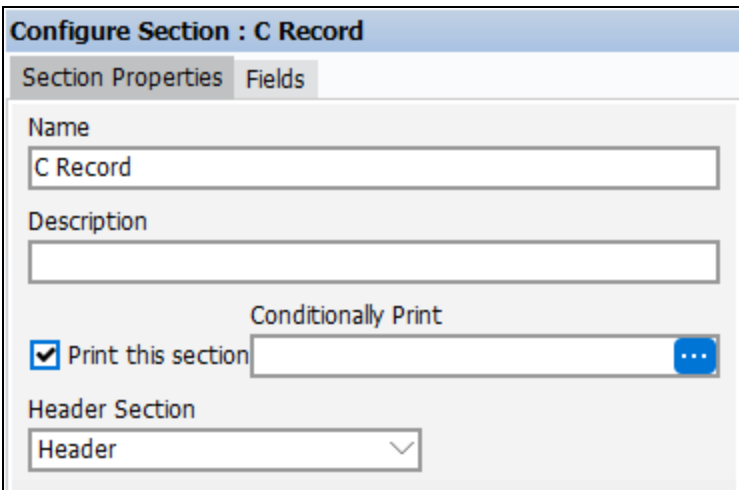 Configure Section : C Record
Section Properties Fields
Name
C Record
Description
Conditionally Print
Print this section
Header Section
Header